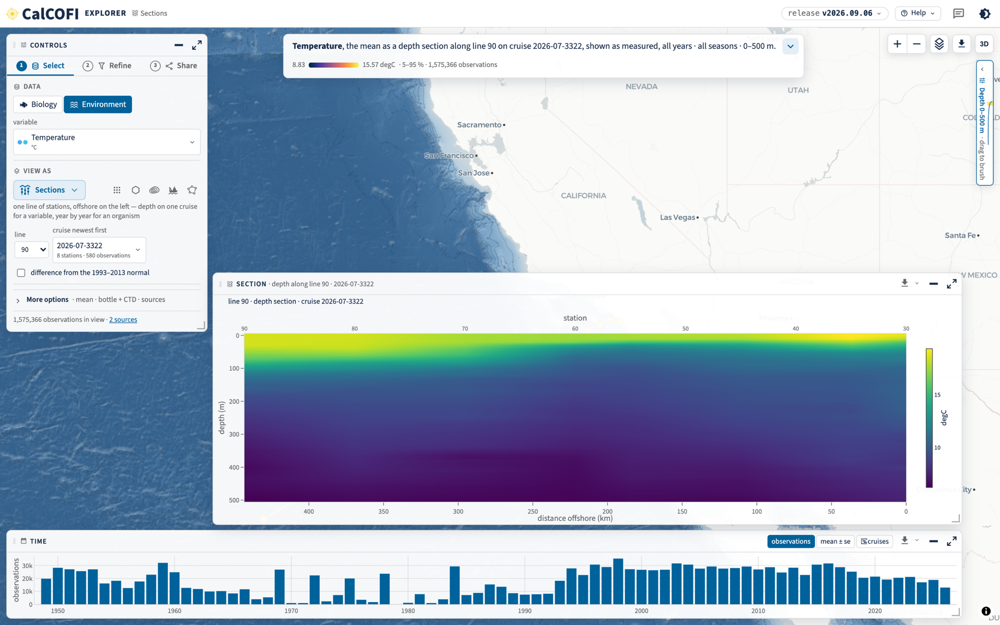 CalCOFI EXPLORER Sections
release v2026.09.06
Help
CONTROLS
1 Select
2 Refine
3 Share
DATA
Biology
Environment
variable
Temperature
°C
VIEW AS
Sections
one line of stations, offshore on the left — depth on one cruise
for a variable, year by year for an organism
line
cruise newest first
90
2026-07-3322
8 stations · 580 observations
difference from the 1993–2013 normal
More options · mean · bottle + CTD · sources
1,575,366 observations in view · 2 sources
Temperature, the mean as a depth section along line 90 on cruise 2026-07-3322, shown as measured, all years · all seasons · 0–500 m.
8.83 15.57 degC · 5–95 % · 1,575,366 observations
3D
Depth 0–500 m · drag to brush
NEVADA
UTAH
Sacramento
San Francisco
San Jose
CALIFORNIA
Las Vegas
Santa Fe
W MEXICO
ARIZONA
Phoenix
SECTION · depth along line 90 · 2026-07-3322
line 90 · depth section · cruise 2026-07-3322
station
90 80 70 60 50 40 30
depth (m)
0
100
200
300
400
500
400 350 300 250 200 150 100 50 0
distance offshore (km)
15
10
degC
City
TIME
observations
mean ± se
cruises
observations
30k
20k
10k
0
1950 1960 1970 1980 1990 2000 2010 2020